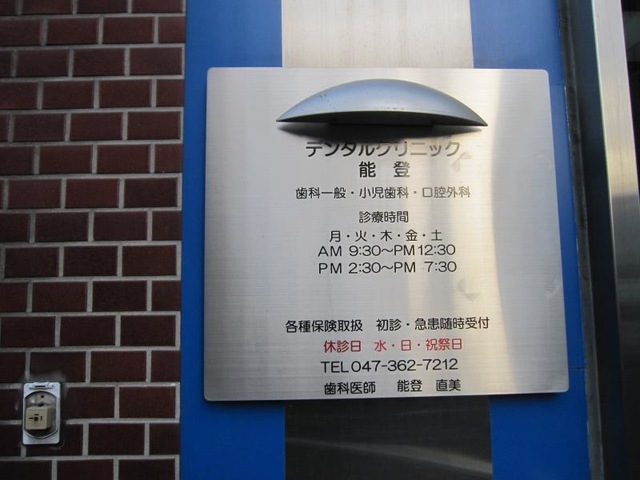 デンタルクリニック
能 登
歯科一般・小児歯科・口腔外科
診療時間
月・火・木・金・土
AM 9:30〜PM12:30
PM 2:30〜PM 7:30
各種保険取扱 初診・急患随時受付
休診日 水・日・祝祭日
TEL 047-362-7212
歯科医師 能登 直美